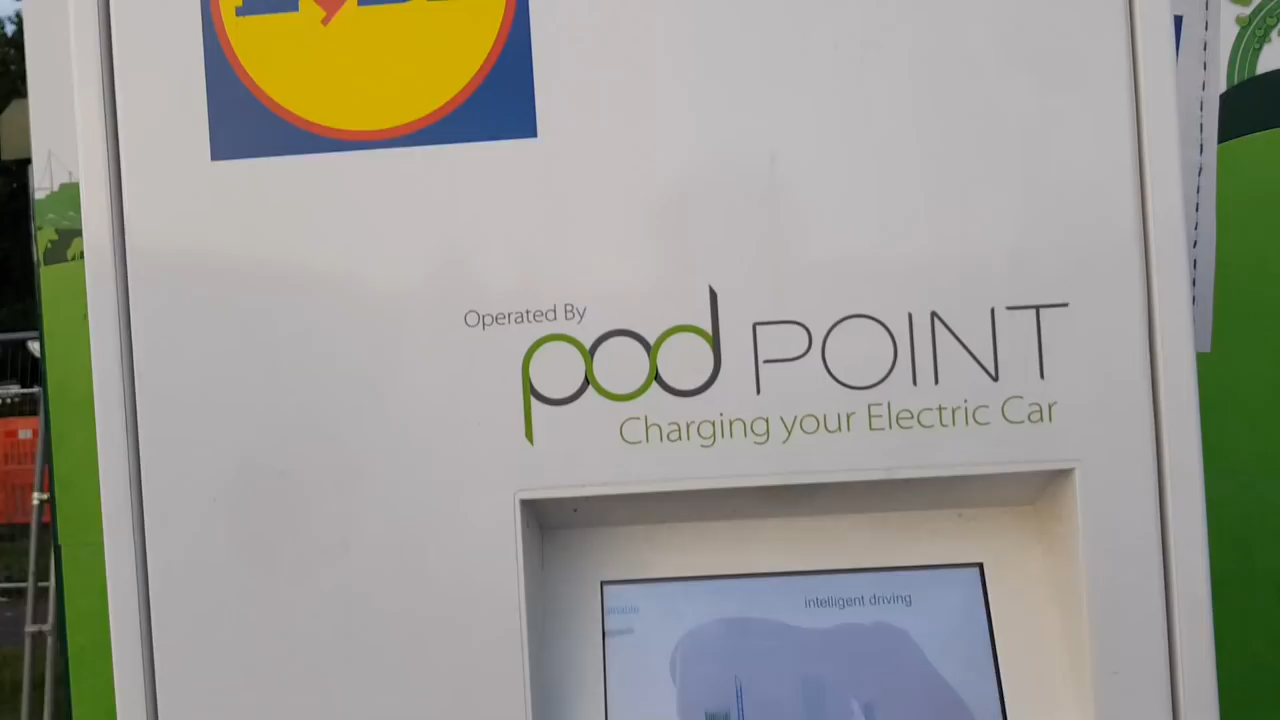 Operated By
pod POINT
Charging your Electric Car
intelligent driving